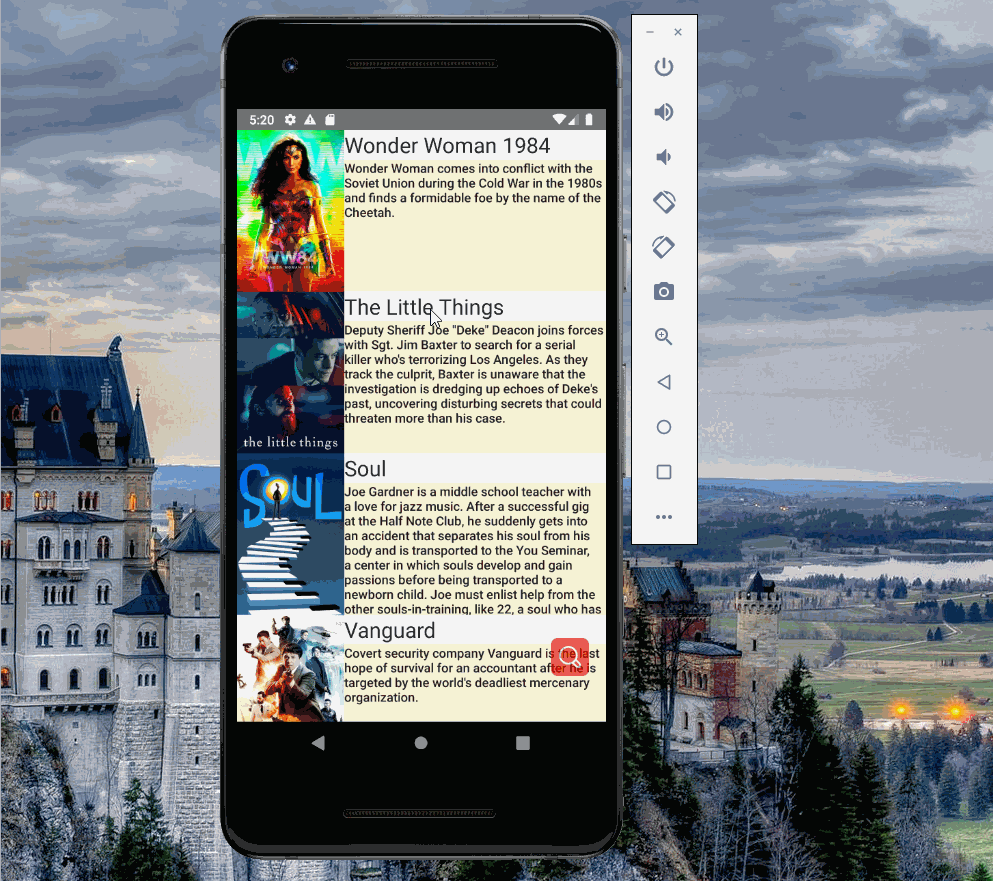 5:20
Wonder Woman 1984
Wonder Woman comes into conflict with the
Soviet Union during the Cold War in the 1980s
and finds a formidable foe by the name of the
Cheetah.
WW84
The Little Things
Deputy Sheriff Joe "Deke" Deacon joins forces
with Sgt. Jim Baxter to search for a serial
killer who's terrorizing Los Angeles. As they
track the culprit, Baxter is unaware that the
investigation is dredging up echoes of Deke's
past, uncovering disturbing secrets that could
threaten more than his case.
the little things
Soul
SOUL
Joe Gardner is a middle school teacher with
a love for jazz music. After a successful gig
at the Half Note Club, he suddenly gets into
an accident that separates his soul from his
body and is transported to the You Seminar,
a center in which souls develop and gain
passions before being transported to a
newborn child. Joe must enlist help from the
other souls-in-training, like 22, a soul who has
Vanguard
Covert security company Vanguard is the last
hope of survival for an accountant after he is
targeted by the world's deadliest mercenary
organization.